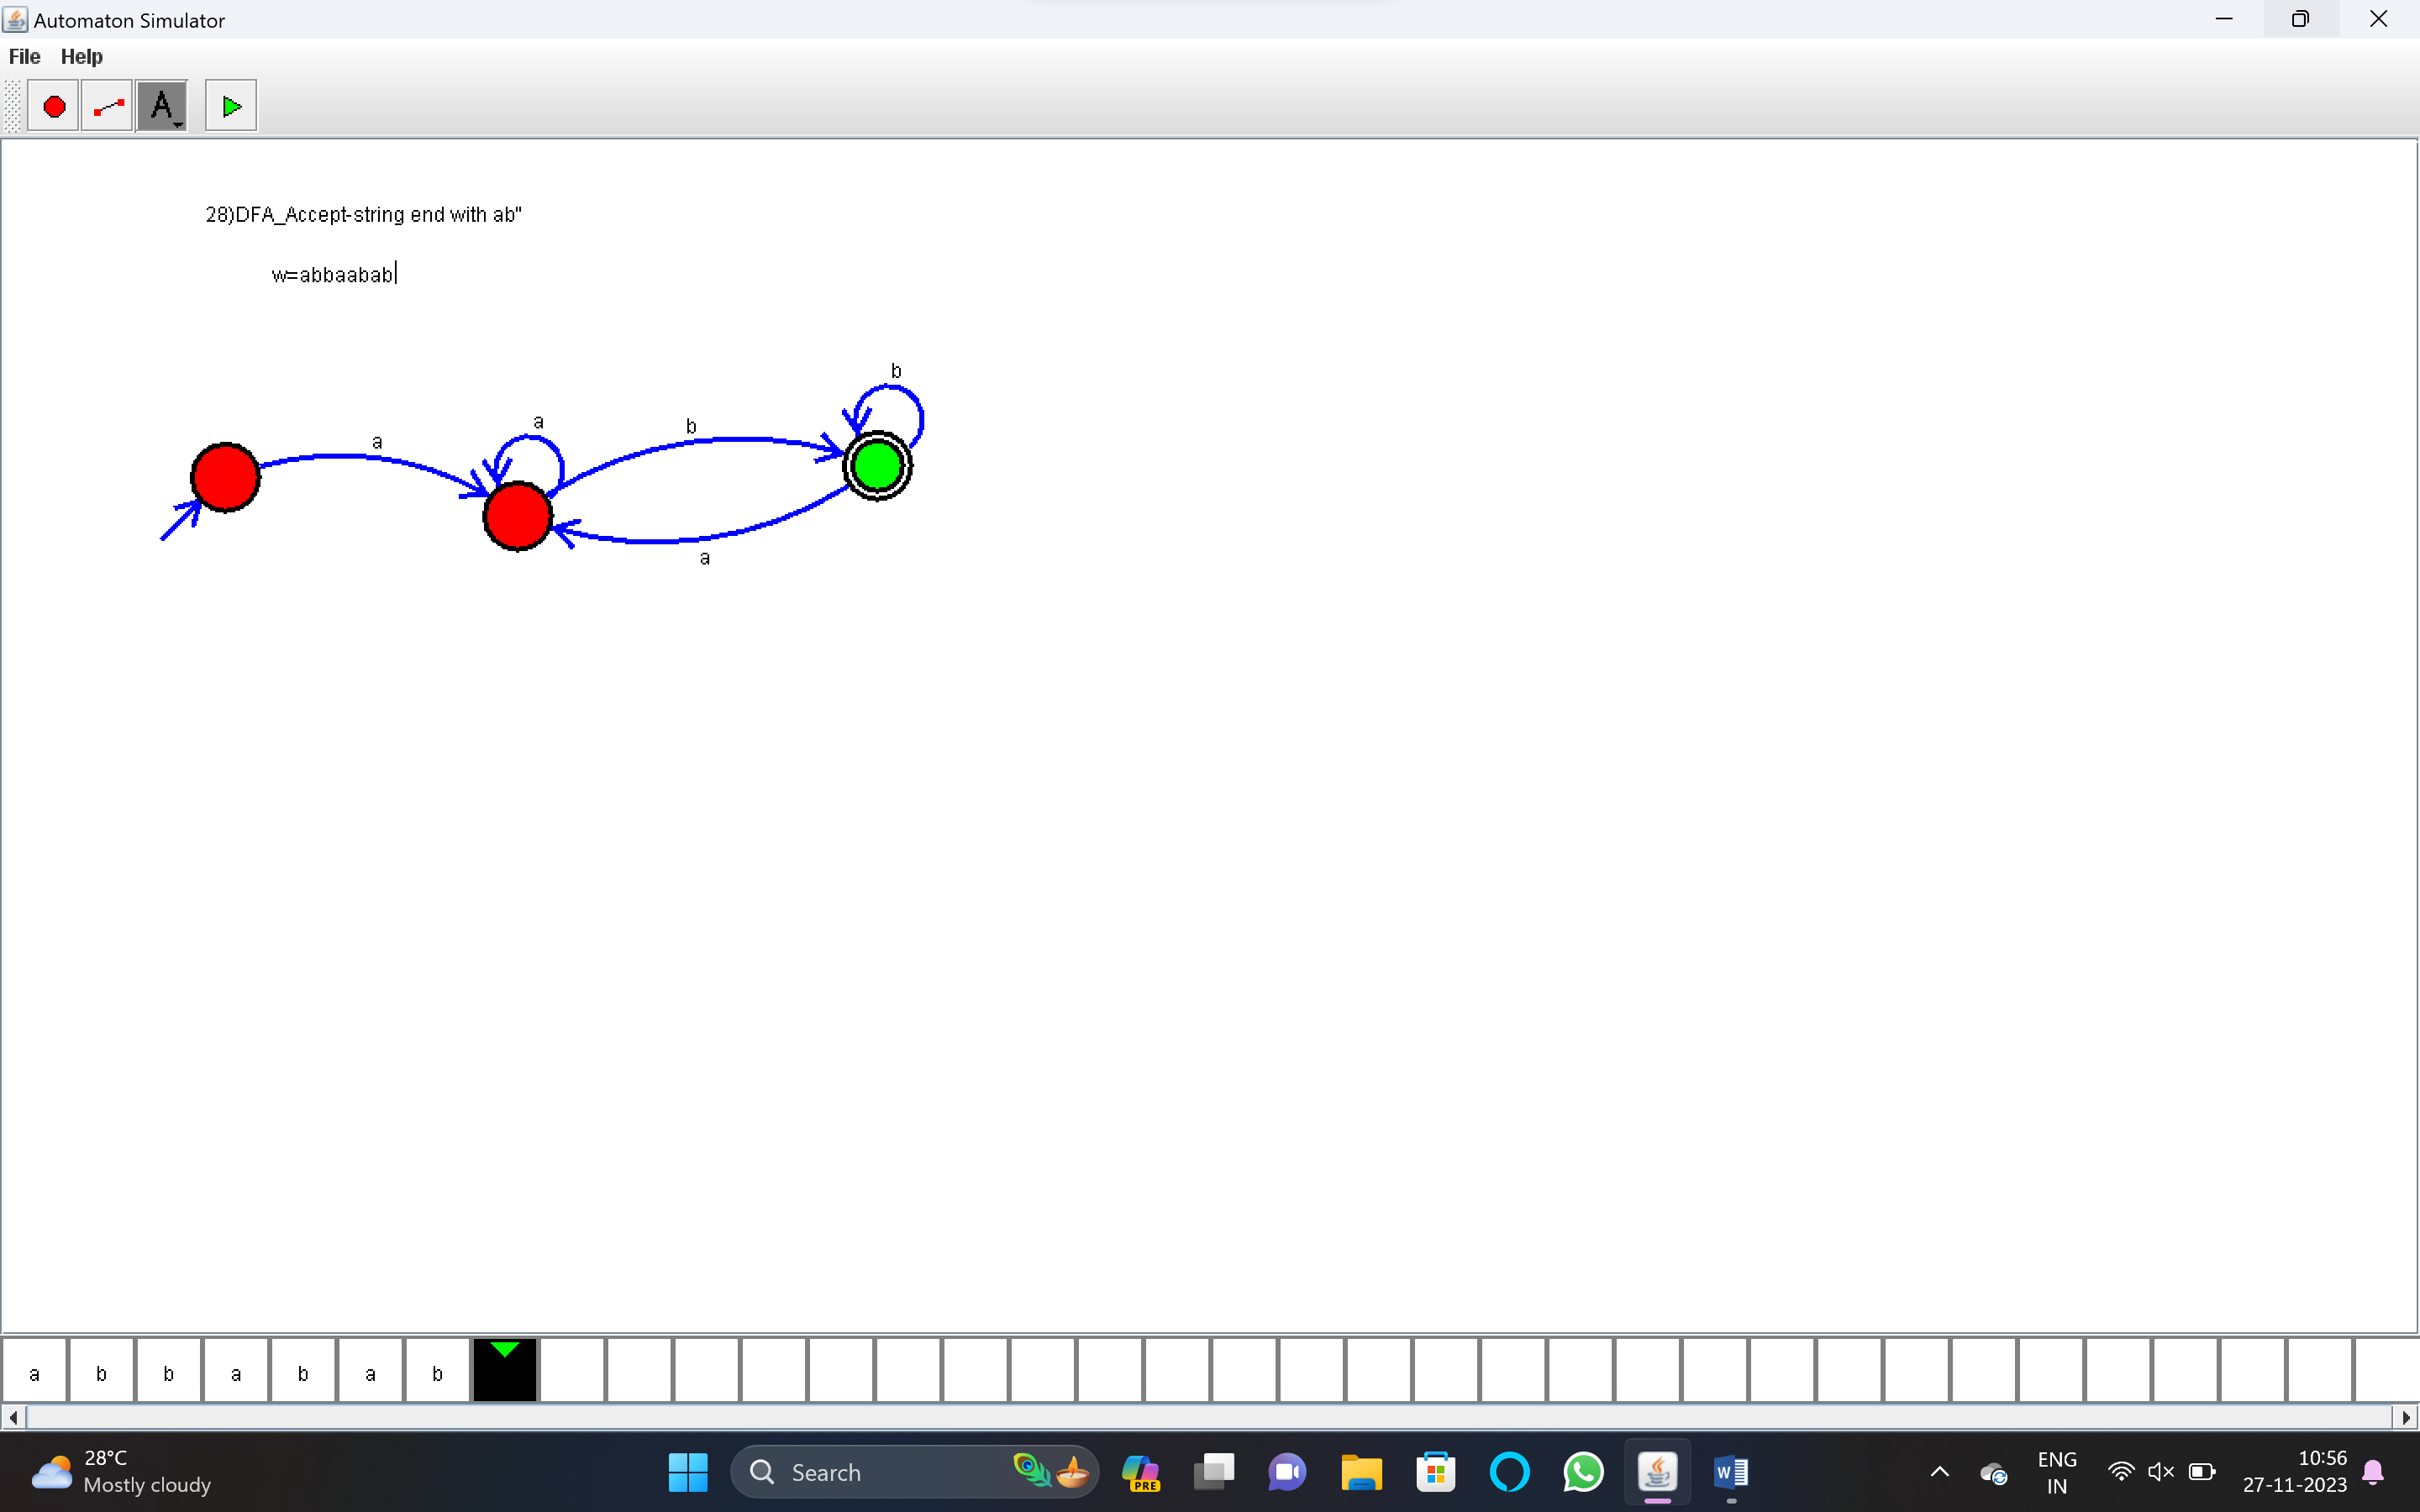 Automaton Simulator
File Help
A
28)DFA_Accept-string end with ab"
w=abbaabab
b
a
b
a
a
a b b a b a b
28°C
Mostly cloudy
Search
PRE
W
ENG
IN
10:56
27-11-2023